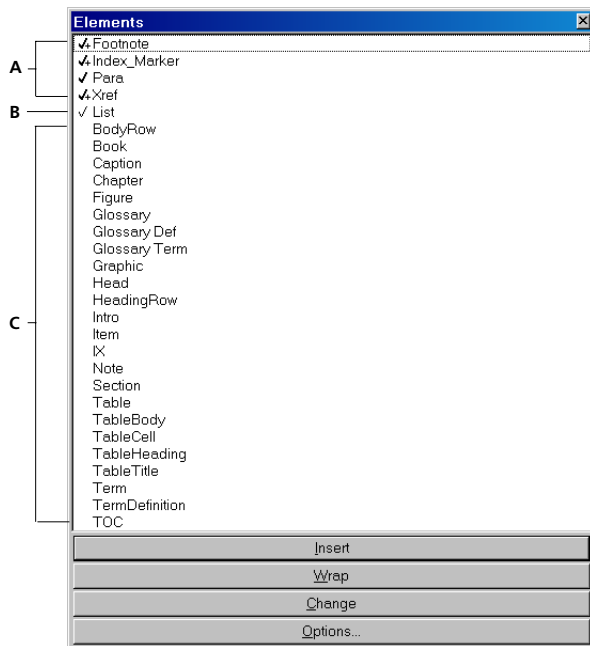 Elements
Footnote
Index_Marker
Para
Xref
List
BodyRow
Book
Caption
Chapter
Figure
Glossary
Glossary Def
Glossary Term
Graphic
Head
HeadingRow
Intro
Item
IX
Note
Section
Table
TableBody
TableCell
TableHeading
TableTitle
Term
TermDefinition
TOC
Insert
Wrap
Change
Options...
A
B
C